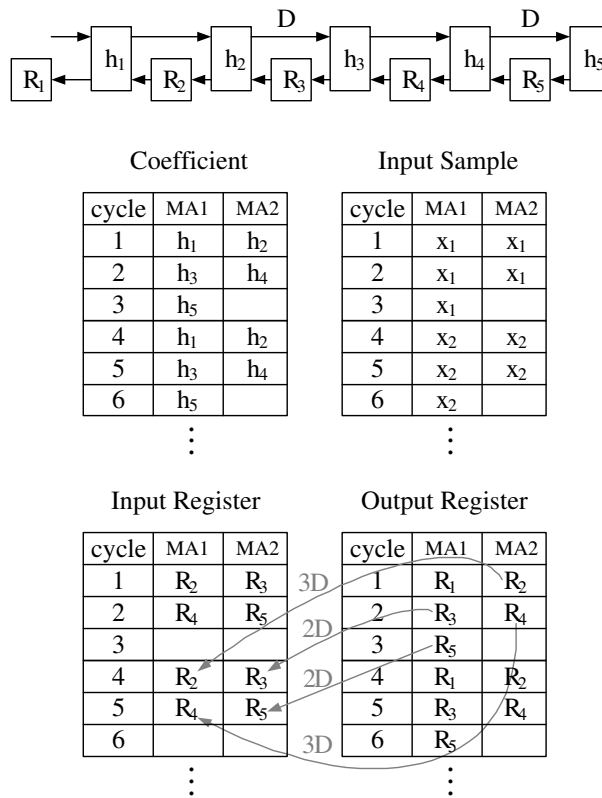 D D
h1 h2 h3 h4 h5
R1 R2 R3 R4 R5
Coefficient
cycle MA1 MA2
1 h1 h2
2 h3 h4
3 h5
4 h1 h2
5 h3 h4
6 h5
⋮
Input Sample
cycle MA1 MA2
1 x1 x1
2 x1 x1
3 x1
4 x2 x2
5 x2 x2
6 x2
⋮
Input Register
cycle MA1 MA2
1 R2 R3
2 R4 R5
3
4 R2 R3
5 R4 R5
6
⋮
3D
2D
2D
3D
Output Register
cycle MA1 MA2
1 R1 R2
2 R3 R4
3 R5
4 R1 R2
5 R3 R4
6 R5
⋮